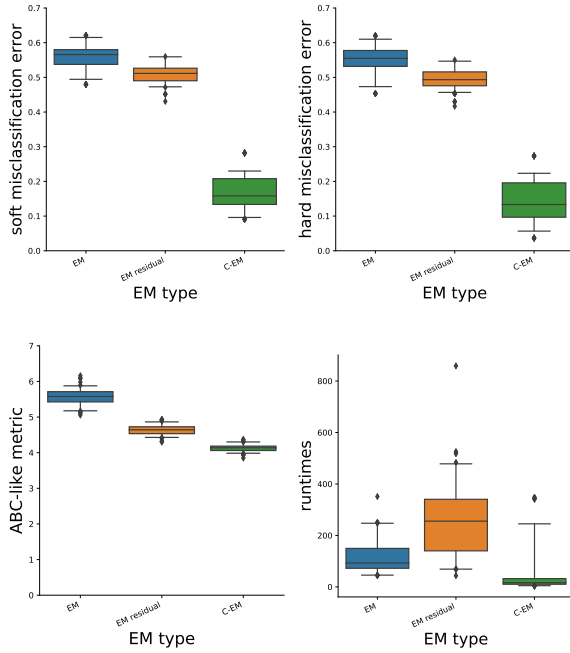 soft misclassification error
0.7
0.6
0.5
0.4
0.3
0.2
0.1
0.0
EM
EM residual
C-EM
EM type
hard misclassification error
0.7
0.6
0.5
0.4
0.3
0.2
0.1
0.0
EM
EM residual
C-EM
EM type
ABC-like metric
7
6
5
4
3
2
1
0
EM
EM residual
C-EM
EM type
runtimes
800
600
400
200
0
EM
EM residual
C-EM
EM type